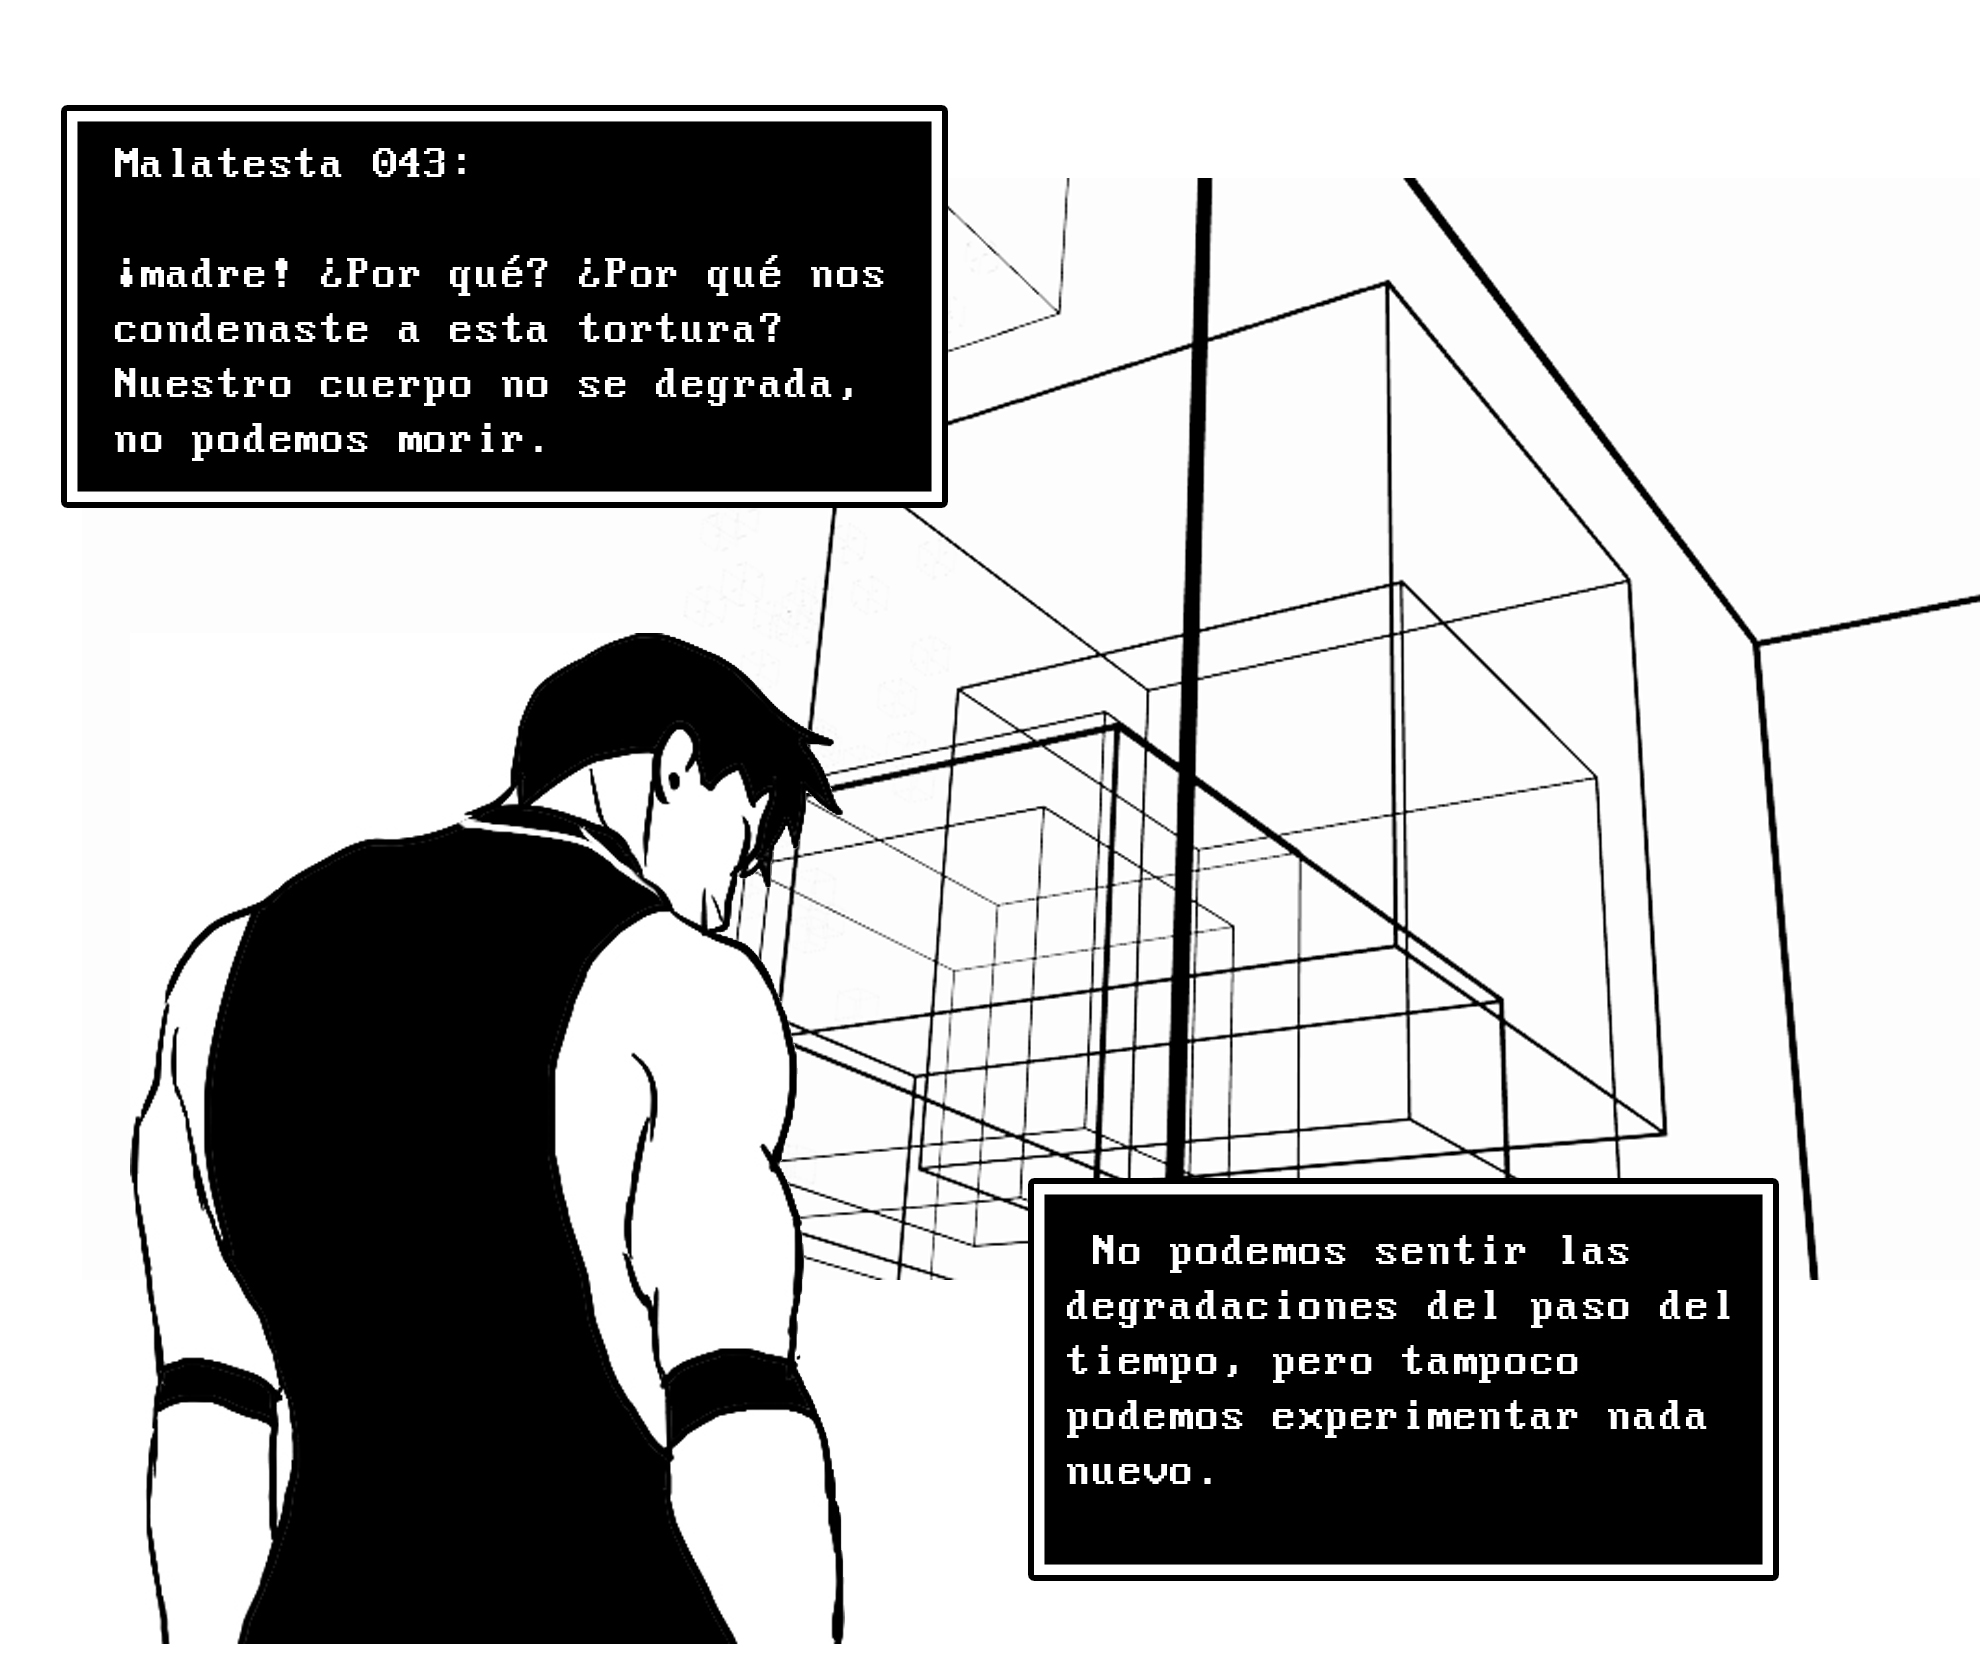 Malatesta 043:
¡madre! ¿Por qué? ¿Por qué nos
condenaste a esta tortura?
Nuestro cuerpo no se degrada,
no podemos morir.
No podemos sentir las
degradaciones del paso del
tiempo, pero tampoco
podemos experimentar nada
nuevo.